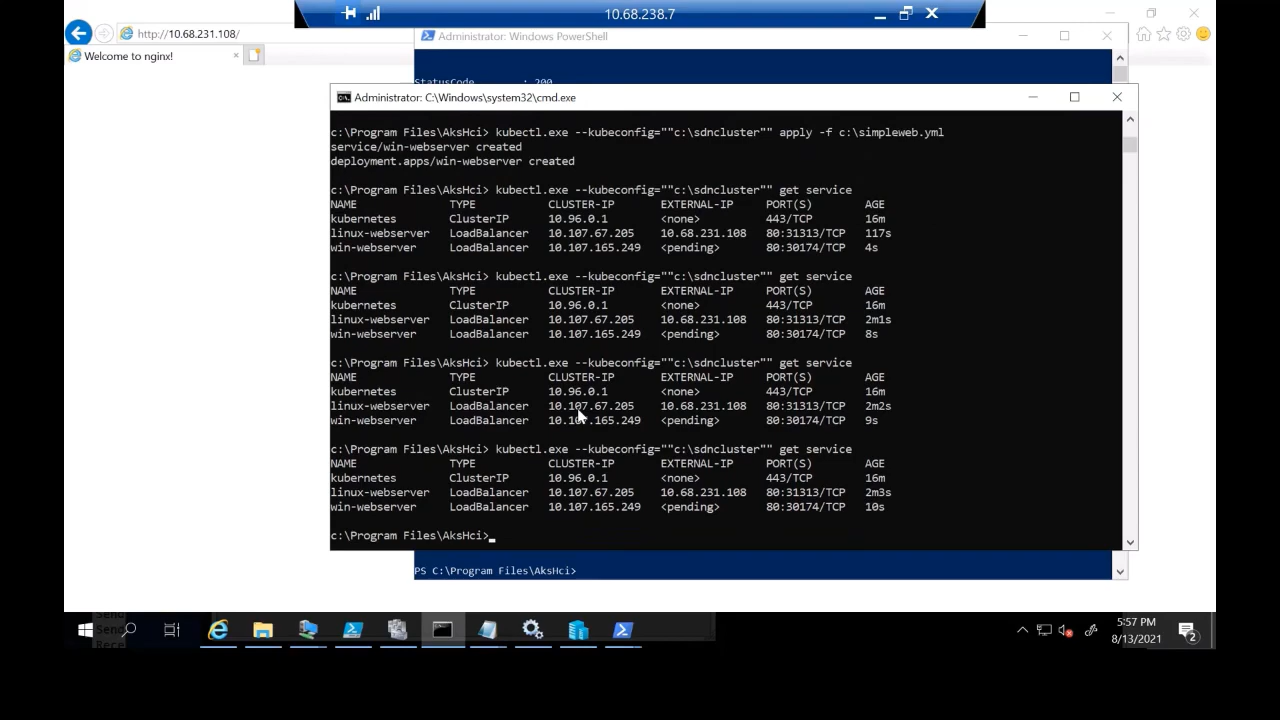 10.68.238.7
http://10.68.231.108/
Welcome to nginx!
Administrator: Windows PowerShell
StatusCode : 200
Administrator: C:\Windows\system32\cmd.exe
c:\Program Files\AksHci> kubectl.exe --kubeconfig=""c:\sdncluster"" apply -f c:\simpleweb.yml
service/win-webserver created
deployment.apps/win-webserver created
c:\Program Files\AksHci> kubectl.exe --kubeconfig=""c:\sdncluster"" get service
NAME TYPE CLUSTER-IP EXTERNAL-IP PORT(S) AGE
kubernetes ClusterIP 10.96.0.1 <none> 443/TCP 16m
linux-webserver LoadBalancer 10.107.67.205 10.68.231.108 80:31313/TCP 117s
win-webserver LoadBalancer 10.107.165.249 <pending> 80:30174/TCP 4s
c:\Program Files\AksHci> kubectl.exe --kubeconfig=""c:\sdncluster"" get service
NAME TYPE CLUSTER-IP EXTERNAL-IP PORT(S) AGE
kubernetes ClusterIP 10.96.0.1 <none> 443/TCP 16m
linux-webserver LoadBalancer 10.107.67.205 10.68.231.108 80:31313/TCP 2m1s
win-webserver LoadBalancer 10.107.165.249 <pending> 80:30174/TCP 8s
c:\Program Files\AksHci> kubectl.exe --kubeconfig=""c:\sdncluster"" get service
NAME TYPE CLUSTER-IP EXTERNAL-IP PORT(S) AGE
kubernetes ClusterIP 10.96.0.1 <none> 443/TCP 16m
linux-webserver LoadBalancer 10.107.67.205 10.68.231.108 80:31313/TCP 2m2s
win-webserver LoadBalancer 10.107.165.249 <pending> 80:30174/TCP 9s
c:\Program Files\AksHci> kubectl.exe --kubeconfig=""c:\sdncluster"" get service
NAME TYPE CLUSTER-IP EXTERNAL-IP PORT(S) AGE
kubernetes ClusterIP 10.96.0.1 <none> 443/TCP 16m
linux-webserver LoadBalancer 10.107.67.205 10.68.231.108 80:31313/TCP 2m3s
win-webserver LoadBalancer 10.107.165.249 <pending> 80:30174/TCP 10s
c:\Program Files\AksHci>
PS C:\Program Files\AksHci>
Send
5:57 PM
8/13/2021
2